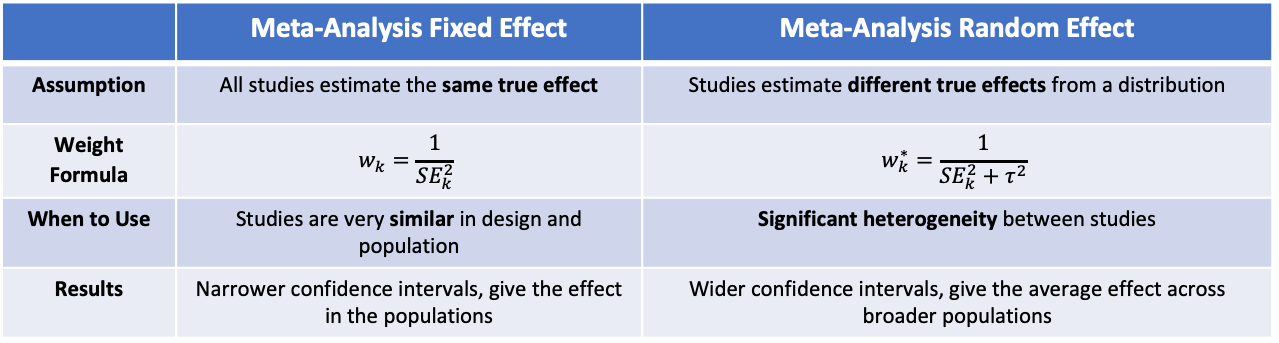 Meta-Analysis Fixed Effect
Meta-Analysis Random Effect
Assumption
All studies estimate the same true effect
Studies estimate different true effects from a distribution
Weight
Formula
w_k = 1 / SE_k^2
w_k^* = 1 / (SE_k^2 + τ^2)
When to Use
Studies are very similar in design and
population
Significant heterogeneity between studies
Results
Narrower confidence intervals, give the effect
in the populations
Wider confidence intervals, give the average effect across
broader populations